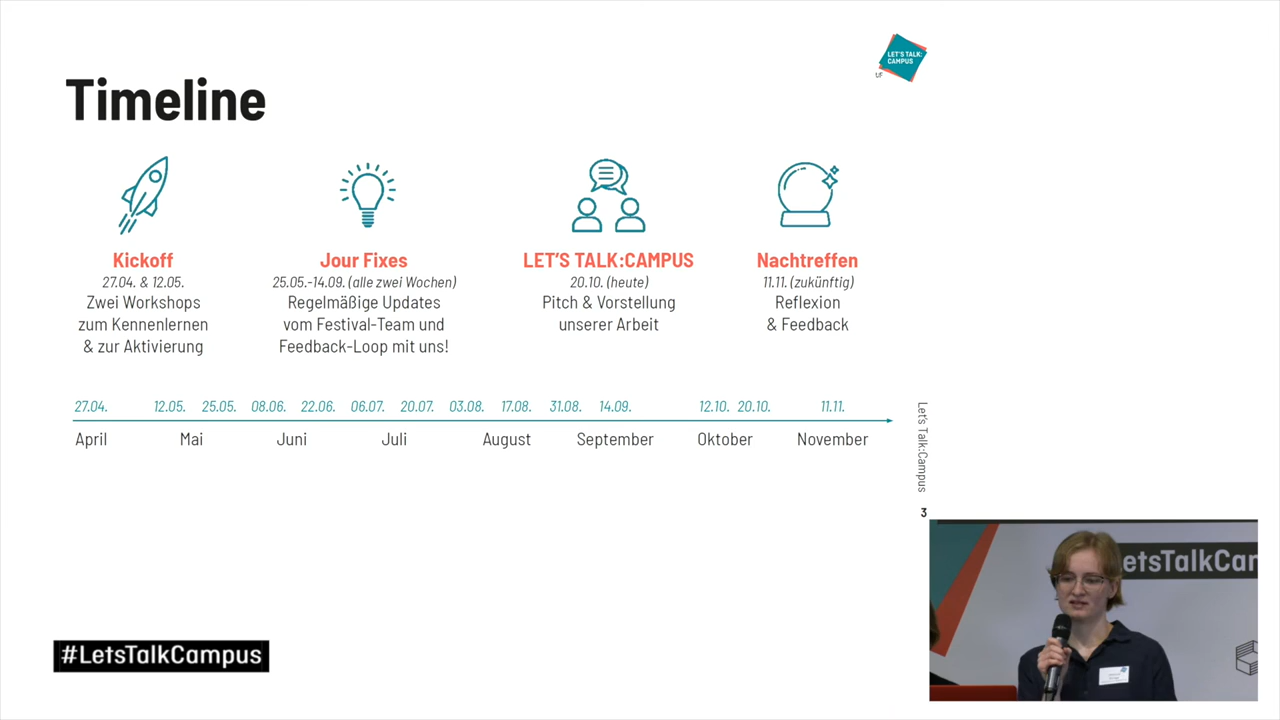 LET'S TALK:
CAMPUS
UF
Timeline
Kickoff
27.04. & 12.05.
Zwei Workshops
zum Kennenlernen
& zur Aktivierung
Jour Fixes
25.05.-14.09. (alle zwei Wochen)
Regelmäßige Updates
vom Festival-Team und
Feedback-Loop mit uns!
LET'S TALK:CAMPUS
20.10. (heute)
Pitch & Vorstellung
unserer Arbeit
Nachtreffen
11.11. (zukünftig)
Reflexion
& Feedback
27.04. 12.05. 25.05. 08.06. 22.06. 06.07. 20.07. 03.08. 17.08. 31.08. 14.09. 12.10. 20.10. 11.11.
April Mai Juni Juli August September Oktober November
Let's Talk:Campus
3
etsTalkCam
#LetsTalkCampus